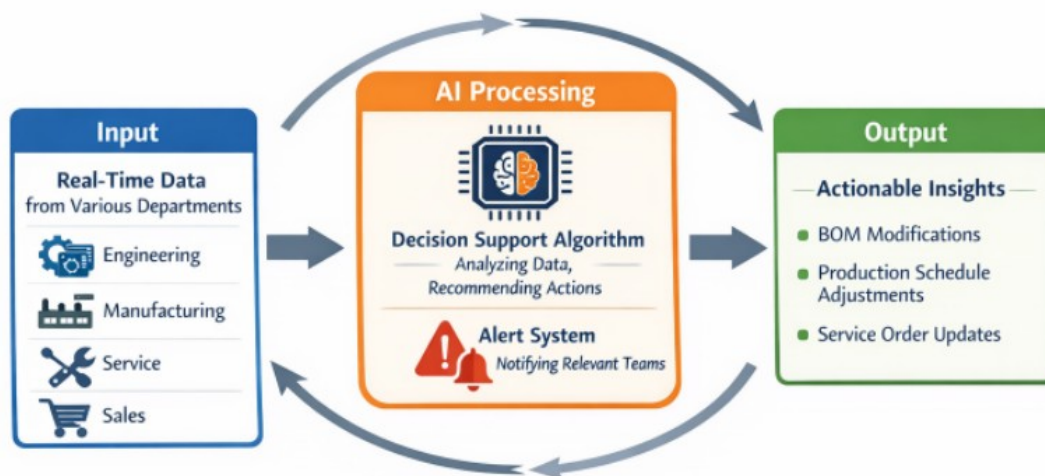 Input
Real-Time Data
from Various Departments
Engineering
Manufacturing
Service
Sales
AI Processing
Decision Support Algorithm
Analyzing Data,
Recommending Actions
Alert System
Notifying Relevant Teams
Output
Actionable Insights
BOM Modifications
Production Schedule
Adjustments
Service Order Updates